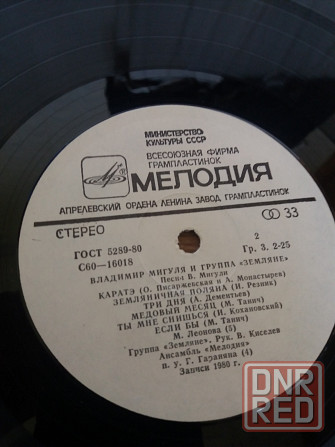 МИНИСТЕРСТВО
КУЛЬТУРЫ СССР
ВСЕСОЮЗНАЯ ФИРМА
ГРАМПЛАСТИНОК
МЕЛОДИЯ
АПРЕЛЕВСКИЙ ОРДЕНА ЛЕНИНА ЗАВОД ГРАМПЛАСТИНОК
СТЕРЕО
33
ГОСТ 5289-80
2
С60—16018
Гр. 3. 2-25
ВЛАДИМИР МИГУЛЯ И ГРУППА «ЗЕМЛЯНЕ»
Песни В. Мигули
КАРАТЭ (О. Писаржевская и А. Монастырев)
ЗЕМЛЯНИЧНАЯ ПОЛЯНА (И. Резник)
ТРИ ДНЯ (А. Дементьев)
МЕДОВЫЙ МЕСЯЦ (М. Танич)
ТЫ МНЕ СНИШЬСЯ (И. Кохановский)
ЕСЛИ БЫ (М. Танич)
М. Леонова (5)
Группа «Земляне», Рук. В. Киселев
Ансамбль «Мелодия»
п. у. Г. Гараняна (4)
Записи 1980 г.
DNR
RED